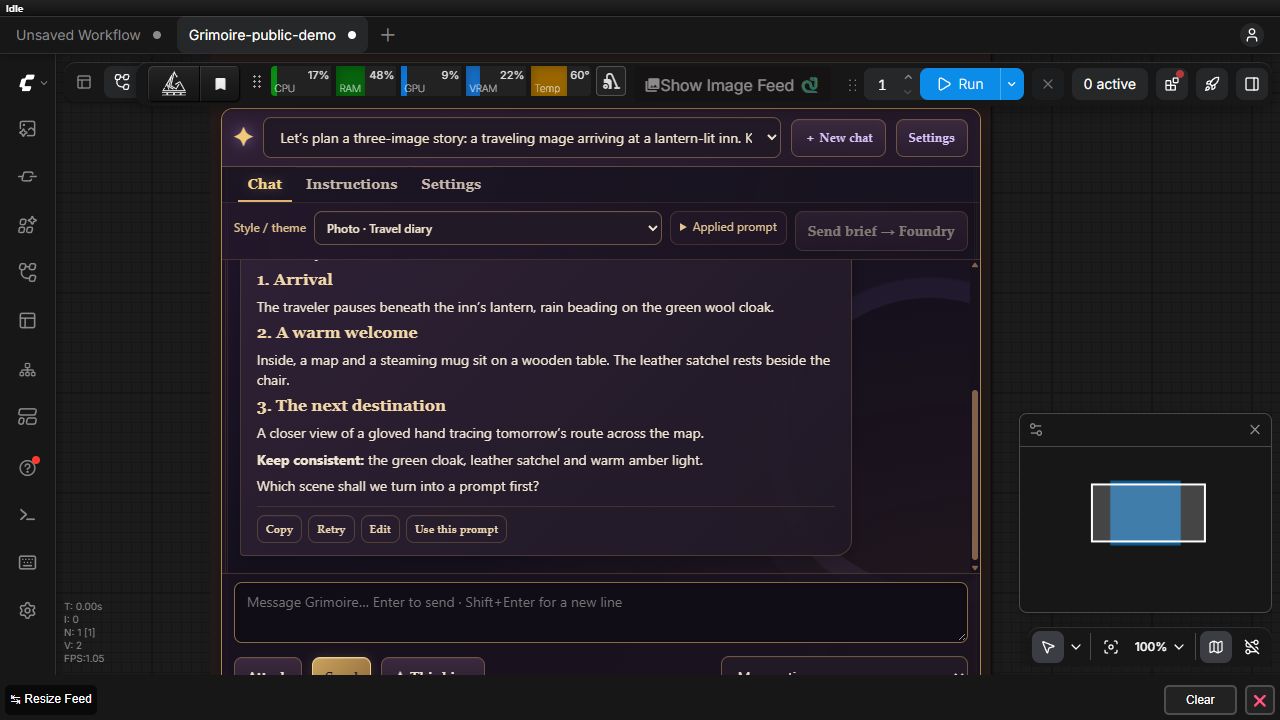 Idle
Unsaved Workflow
Grimoire-public-demo
CPU 17%
RAM 48%
GPU 9%
VRAM 22%
Temp 60°
Show Image Feed
1
Run
0 active
Let's plan a three-image story: a traveling mage arriving at a lantern-lit inn. K
+ New chat
Settings
Chat
Instructions
Settings
Style / theme
Photo · Travel diary
Applied prompt
Send brief → Foundry
1. Arrival
The traveler pauses beneath the inn's lantern, rain beading on the green wool cloak.
2. A warm welcome
Inside, a map and a steaming mug sit on a wooden table. The leather satchel rests beside the
chair.
3. The next destination
A closer view of a gloved hand tracing tomorrow's route across the map.
Keep consistent: the green cloak, leather satchel and warm amber light.
Which scene shall we turn into a prompt first?
Copy
Retry
Edit
Use this prompt
Message Grimoire... Enter to send · Shift+Enter for a new line
T: 0.00s
I: 0
N: 1 [1]
V: 2
FPS:1.05
100%
Resize Feed
Clear